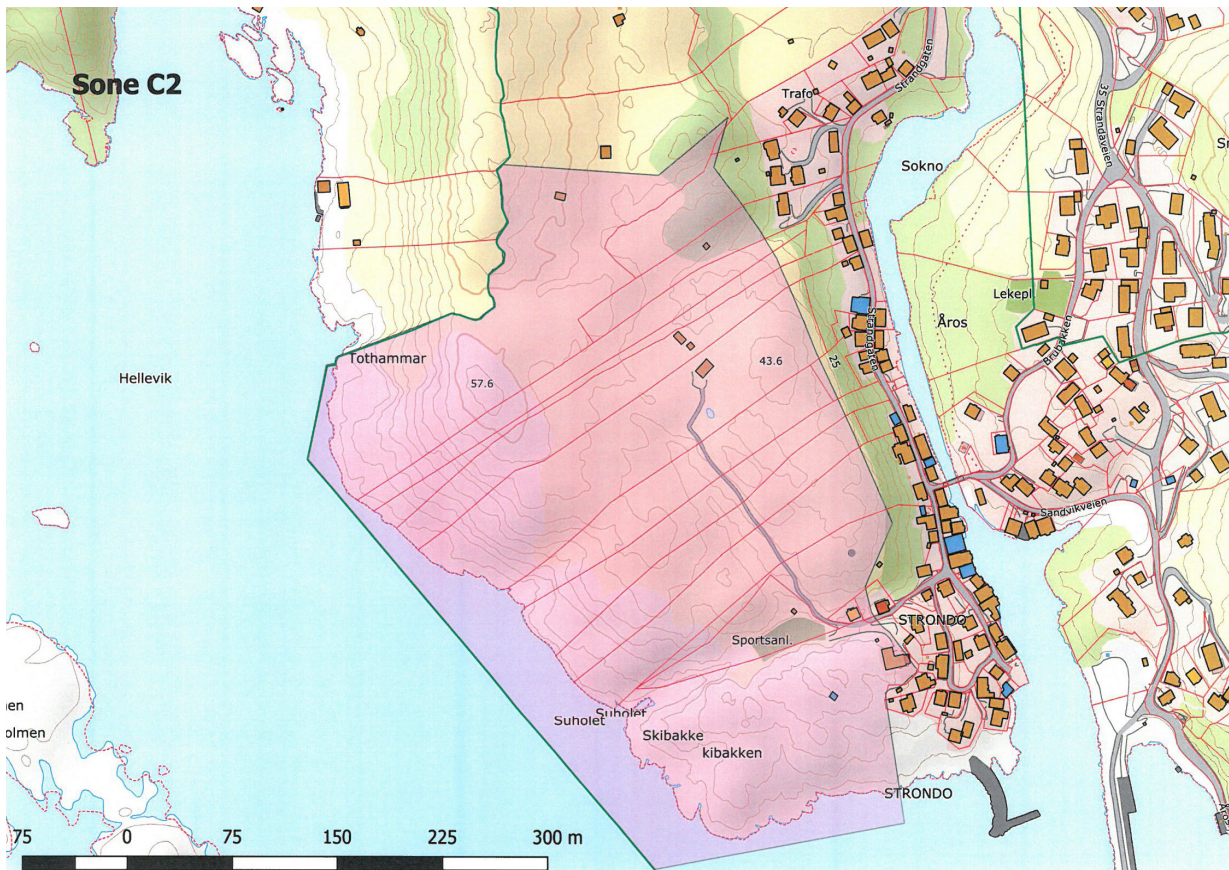 Sone C2
Trafo
Strandgaten
35 Strandaveien
Sokno
Lekepl.
Åros
Brubakken
Strandgaten
25
Tothammar
Hellevik
57.6
43.6
Sandvikveien
STRONDO
Sportsanl.
Suholet
Suholet
Skibakke
kibakken
olmen
STRONDO
75 0 75 150 225 300 m